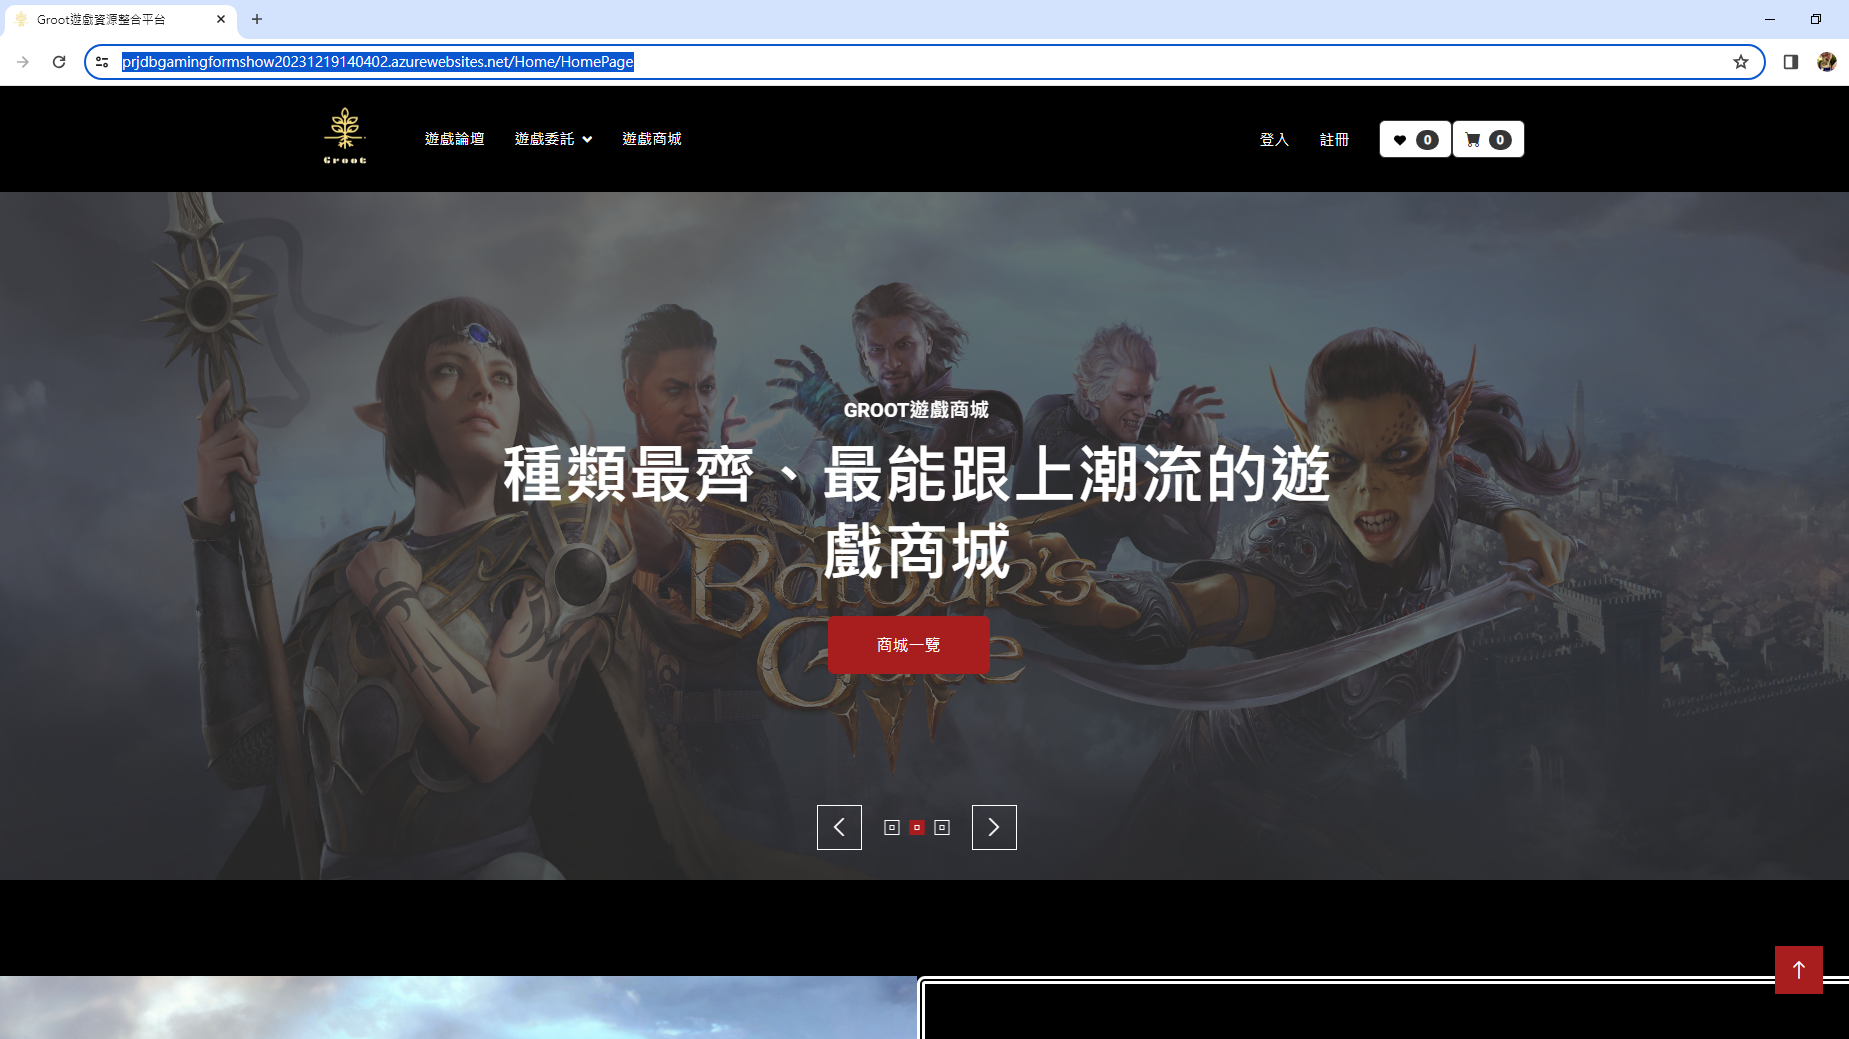 Groot遊戲資源整合平台
prjdbgamingformshow20231219140402.azurewebsites.net/Home/HomePage
Groot
遊戲論壇 遊戲委託 遊戲商城 登入 註冊 0 0
GROOT遊戲商城
種類最齊、最能跟上潮流的遊
戲商城
Baldur's
Gate
商城一覽